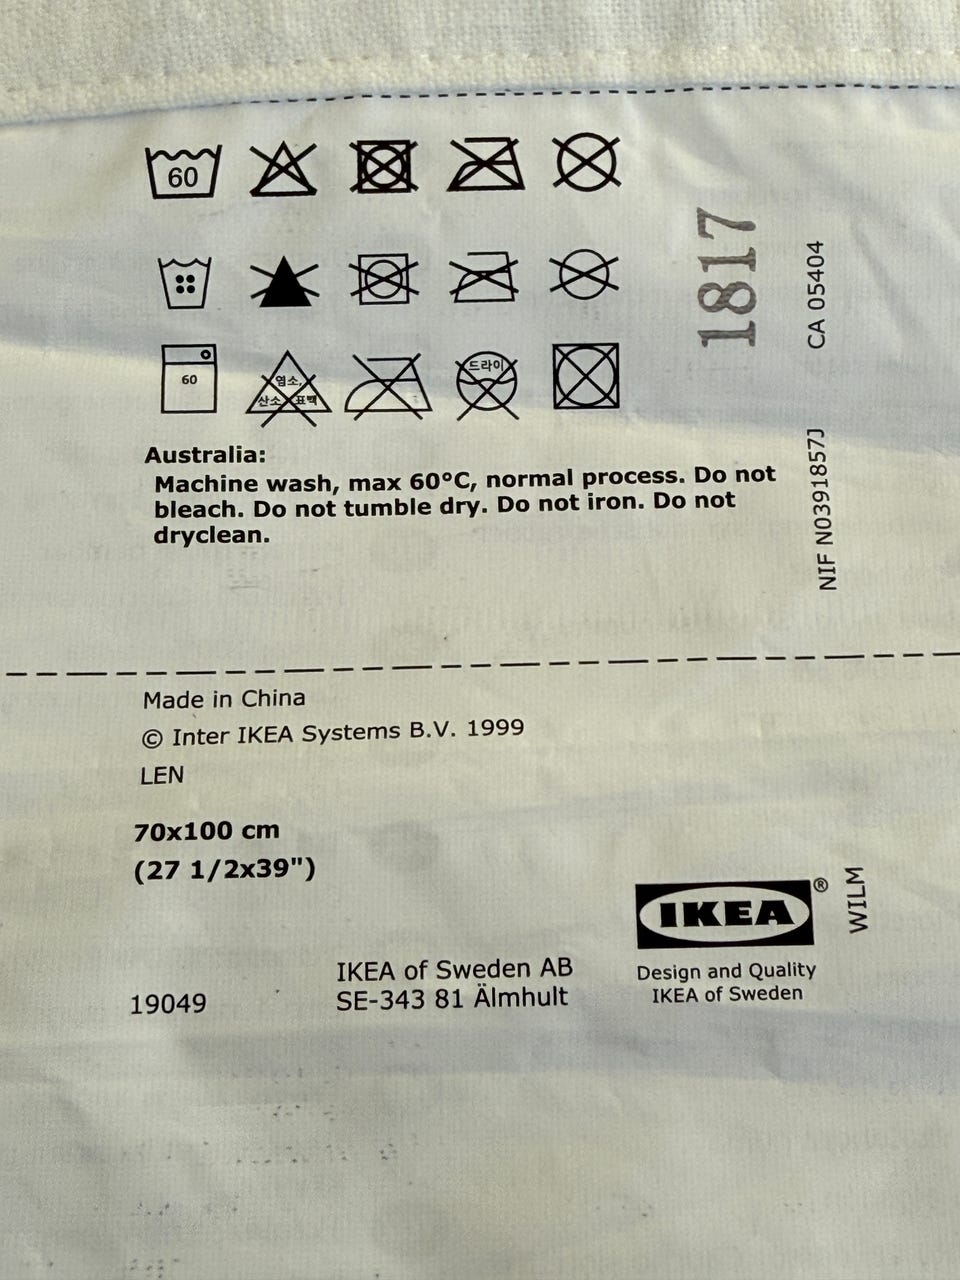 60
1817
CA 05404
60
염소,
산소 표백
드라이
NIF N0391857J
Australia:
Machine wash, max 60°C, normal process. Do not
bleach. Do not tumble dry. Do not iron. Do not
dryclean.
Made in China
© Inter IKEA Systems B.V. 1999
LEN
70x100 cm
(27 1/2x39")
IKEA®
WILM
Design and Quality
IKEA of Sweden
IKEA of Sweden AB
SE-343 81 Älmhult
19049